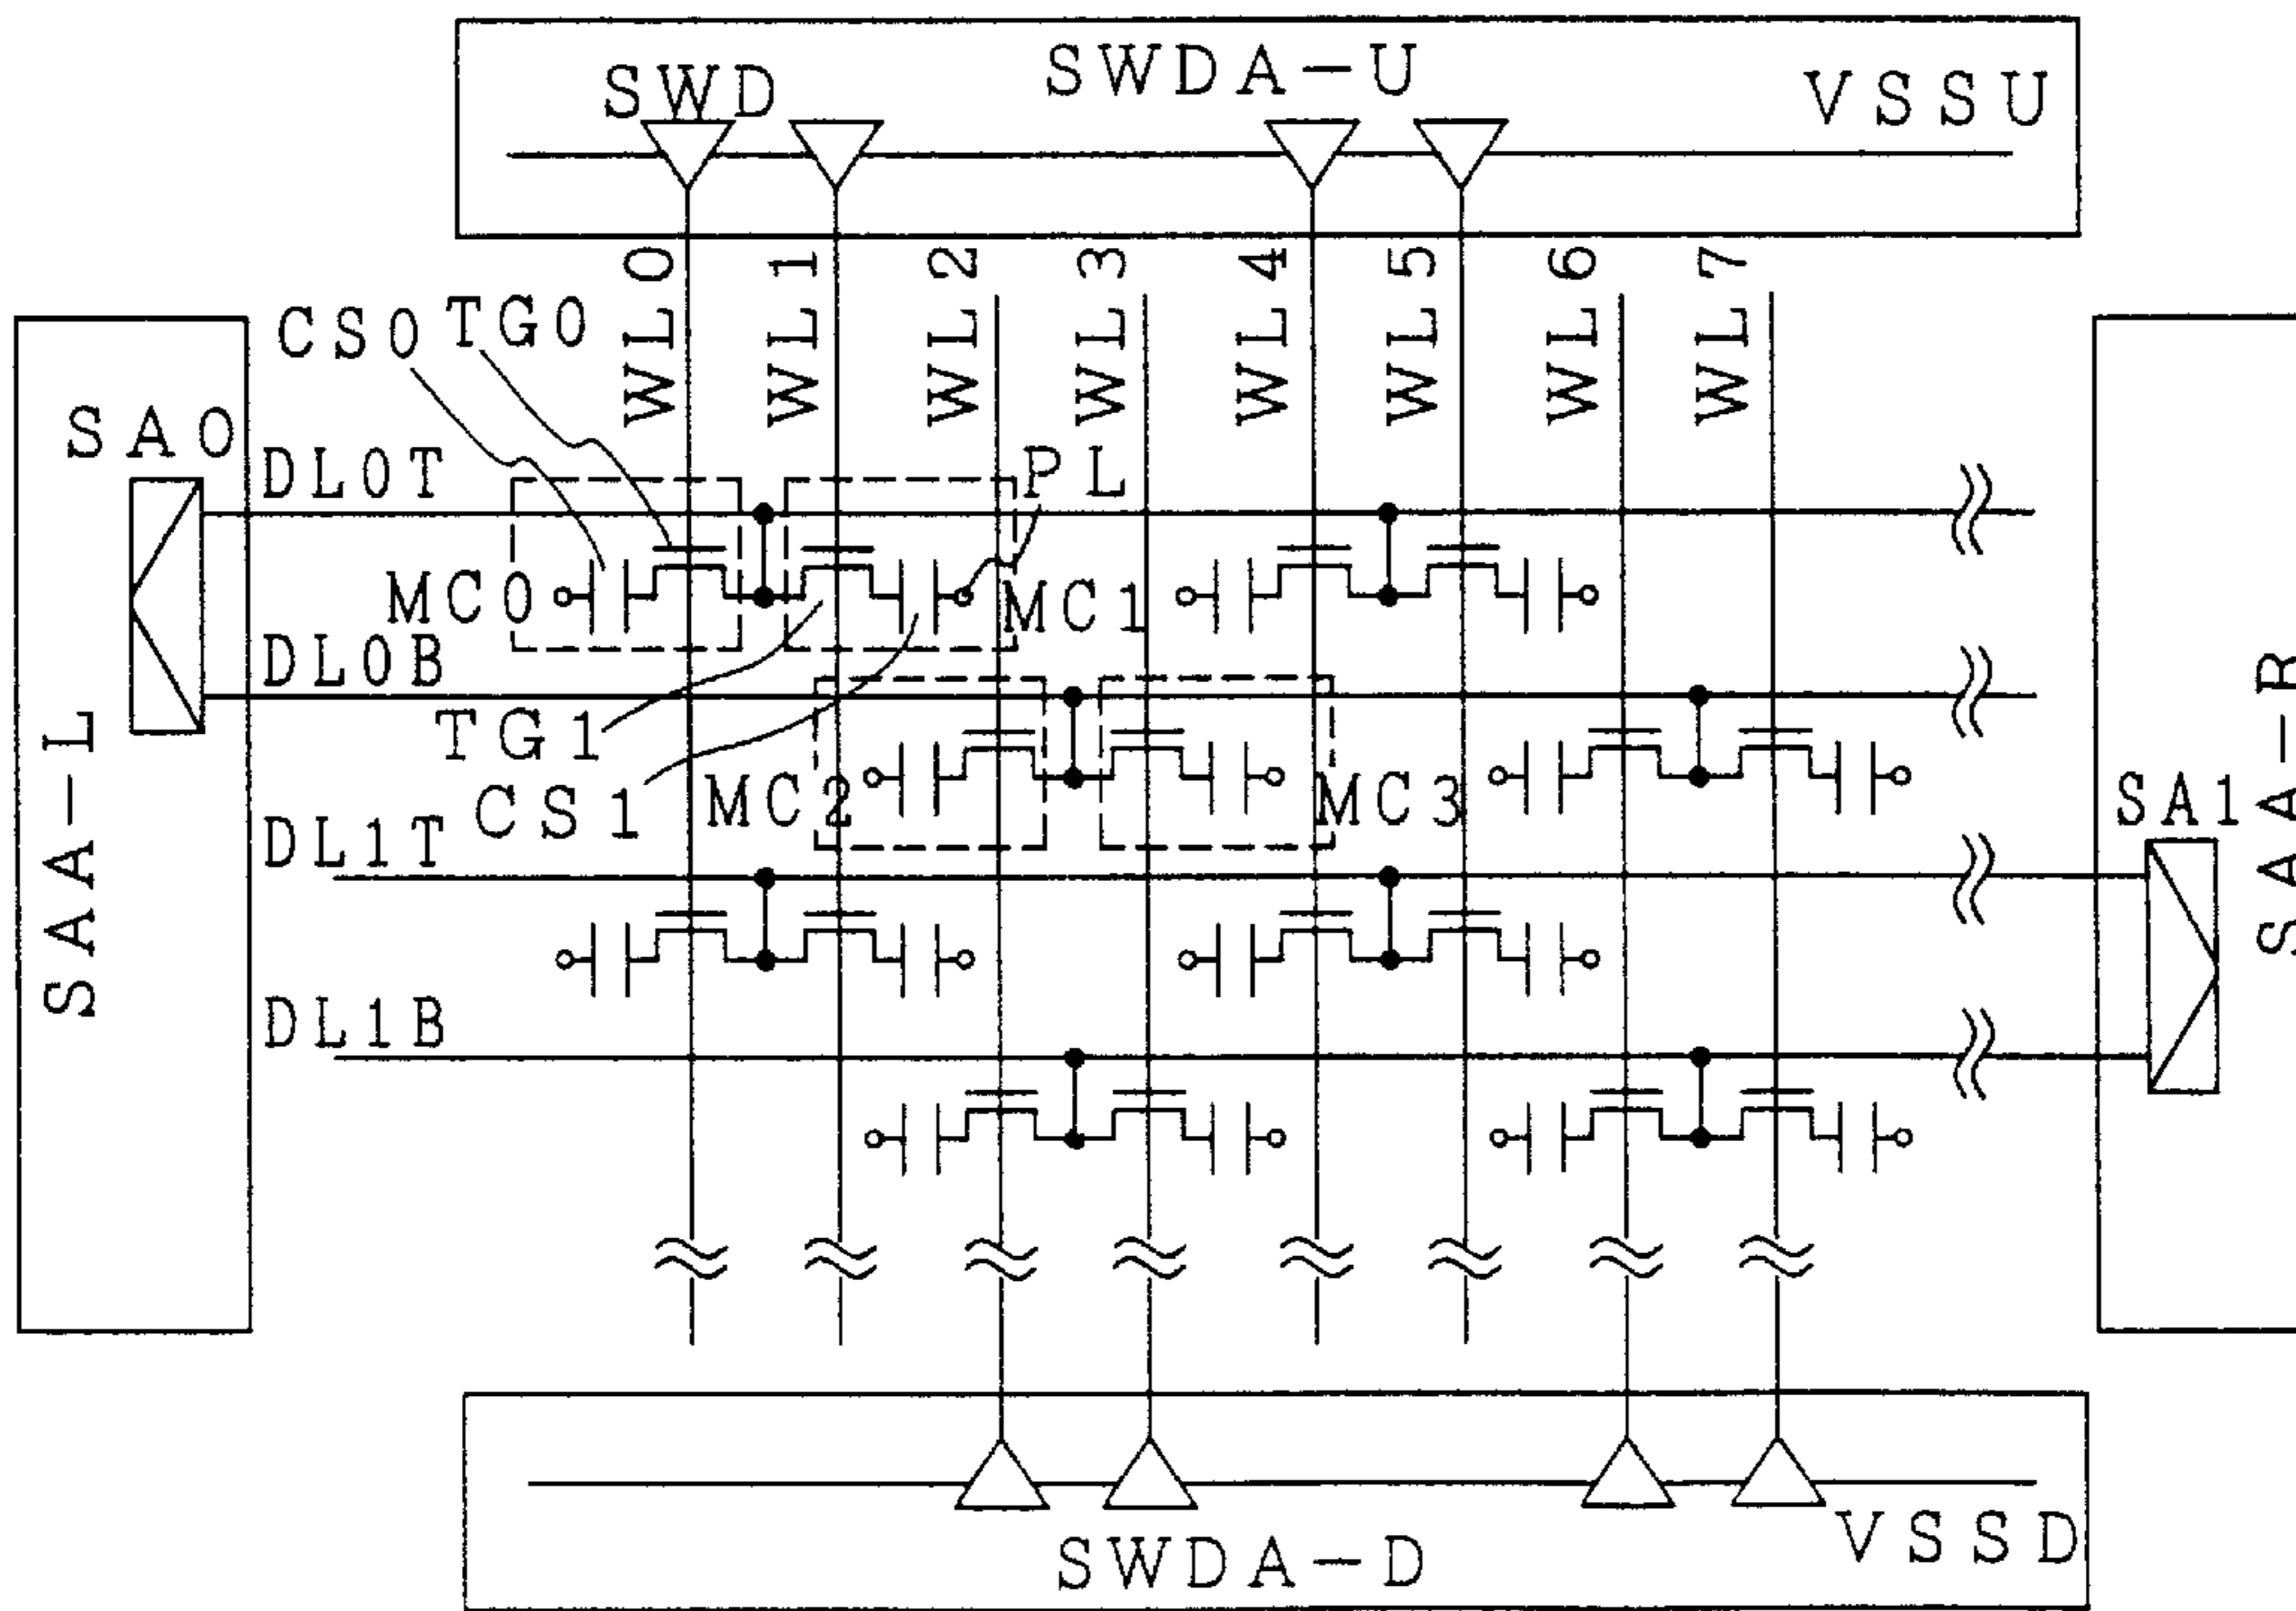 SWD
SWDA-U
VSSU
WL0
WL1
WL2
WL3
WL4
WL5
WL6
WL7
CS0
TG0
SA0
DL0T
PL
MC0
MC1
DL0B
TG1
CS1
MC2
MC3
SAA-L
SA1
SAA-R
DL1T
DL1B
SWDA-D
VSSD